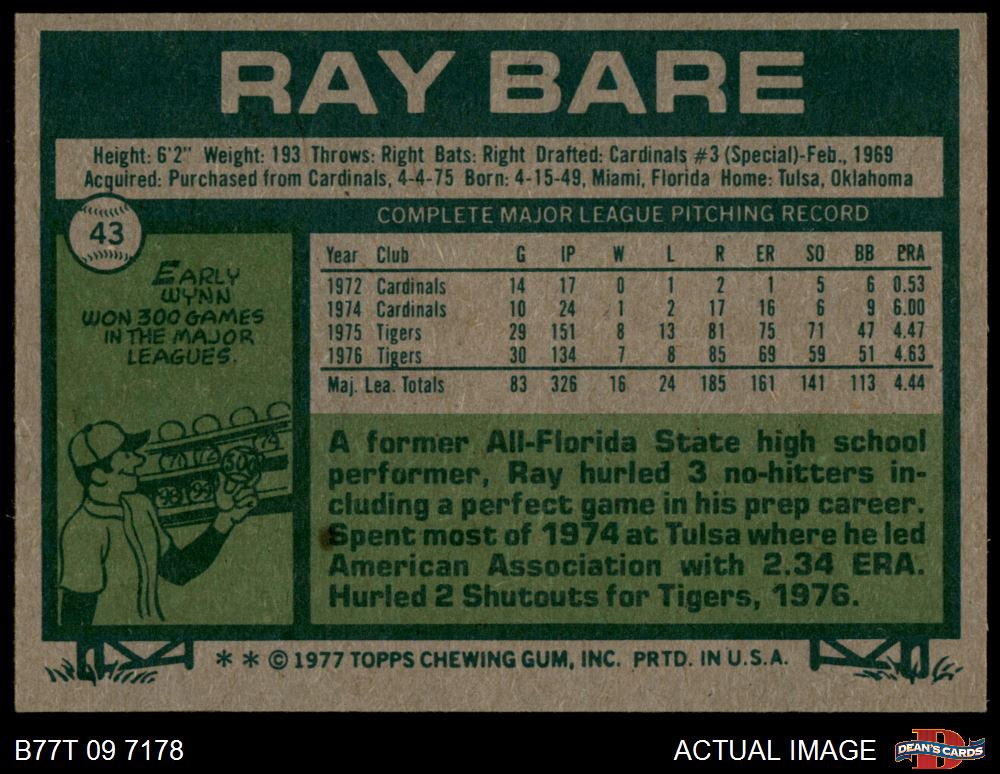 RAY BARE
Height: 6'2" Weight: 193 Throws: Right Bats: Right Drafted: Cardinals #3 (Special)-Feb., 1969
Acquired: Purchased from Cardinals, 4-4-75 Born: 4-15-49, Miami, Florida Home: Tulsa, Oklahoma
43
EARLY
WYNN
WON 300 GAMES
IN THE MAJOR
LEAGUES.
300
COMPLETE MAJOR LEAGUE PITCHING RECORD
Year Club G IP W L R ER SO BB ERA
1972 Cardinals 14 17 0 1 2 1 5 6 0.53
1974 Cardinals 10 24 1 2 17 16 6 9 6.00
1975 Tigers 29 151 8 13 81 75 71 47 4.47
1976 Tigers 30 134 7 8 85 69 59 51 4.63
Maj. Lea. Totals 83 326 16 24 185 161 141 113 4.44
A former All-Florida State high school
performer, Ray hurled 3 no-hitters in-
cluding a perfect game in his prep career.
Spent most of 1974 at Tulsa where he led
American Association with 2.34 ERA.
Hurled 2 Shutouts for Tigers, 1976.
* * © 1977 TOPPS CHEWING GUM, INC. PRTD. IN U.S.A.
B77T 09 7178
ACTUAL IMAGE
D
DEAN'S CARDS